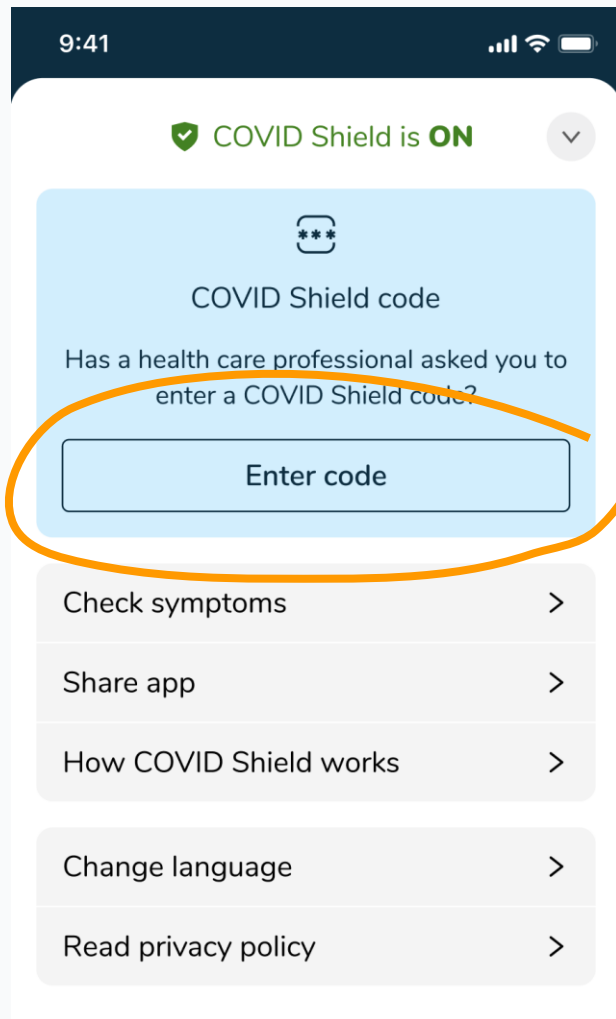 9:41
COVID Shield is ON
***
COVID Shield code
Has a health care professional asked you to
enter a COVID Shield code?
Enter code
Check symptoms
Share app
How COVID Shield works
Change language
Read privacy policy